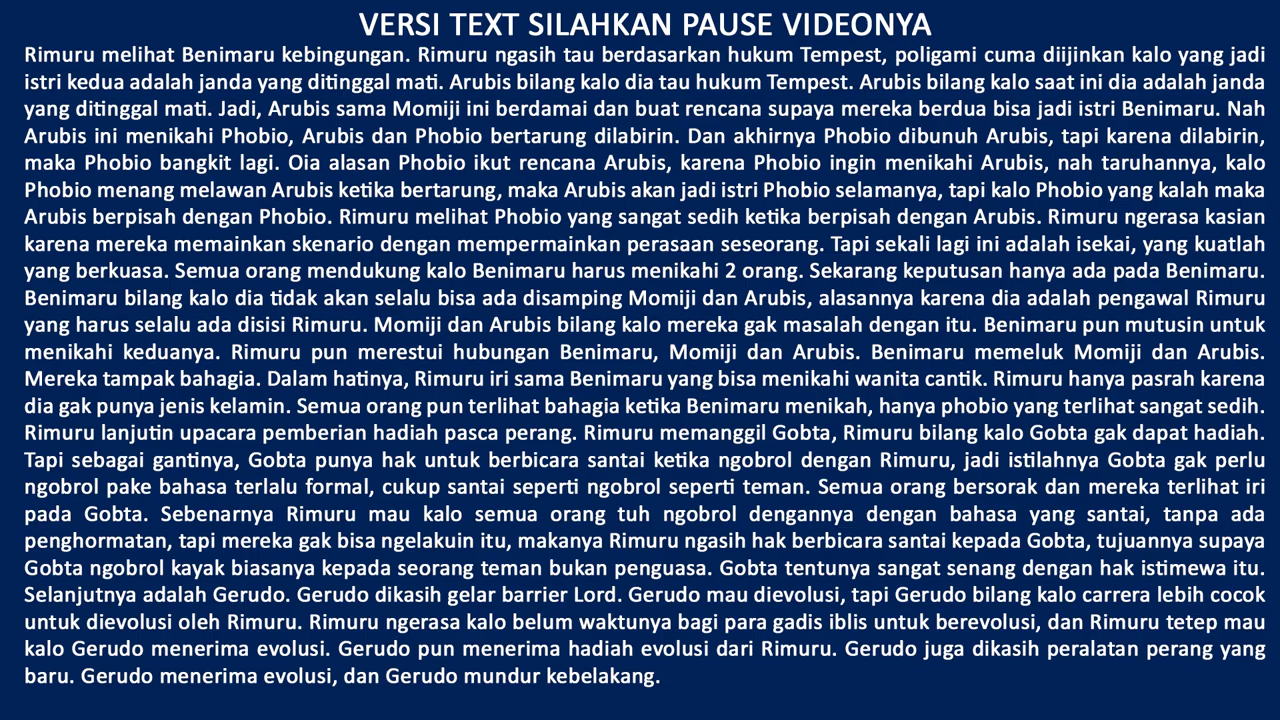 VERSI TEXT SILAHKAN PAUSE VIDEONYA
Rimuru melihat Benimaru kebingungan. Rimuru ngasih tau berdasarkan hukum Tempest, poligami cuma diijinkan kalo yang jadi
istri kedua adalah janda yang ditinggal mati. Arubis bilang kalo dia tau hukum Tempest. Arubis bilang kalo saat ini dia adalah janda
yang ditinggal mati. Jadi, Arubis sama Momiji ini berdamai dan buat rencana supaya mereka berdua bisa jadi istri Benimaru. Nah
Arubis ini menikahi Phobio, Arubis dan Phobio bertarung dilabirin. Dan akhirnya Phobio dibunuh Arubis, tapi karena dilabirin,
maka Phobio bangkit lagi. Oia alasan Phobio ikut rencana Arubis, karena Phobio ingin menikahi Arubis, nah taruhannya, kalo
Phobio menang melawan Arubis ketika bertarung, maka Arubis akan jadi istri Phobio selamanya, tapi kalo Phobio yang kalah maka
Arubis berpisah dengan Phobio. Rimuru melihat Phobio yang sangat sedih ketika berpisah dengan Arubis. Rimuru ngerasa kasian
karena mereka memainkan skenario dengan mempermainkan perasaan seseorang. Tapi sekali lagi ini adalah isekai, yang kuatlah
yang berkuasa. Semua orang mendukung kalo Benimaru harus menikahi 2 orang. Sekarang keputusan hanya ada pada Benimaru.
Benimaru bilang kalo dia tidak akan selalu bisa ada disamping Momiji dan Arubis, alasannya karena dia adalah pengawal Rimuru
yang harus selalu ada disisi Rimuru. Momiji dan Arubis bilang kalo mereka gak masalah dengan itu. Benimaru pun mutusin untuk
menikahi keduanya. Rimuru pun merestui hubungan Benimaru, Momiji dan Arubis. Benimaru memeluk Momiji dan Arubis.
Mereka tampak bahagia. Dalam hatinya, Rimuru iri sama Benimaru yang bisa menikahi wanita cantik. Rimuru hanya pasrah karena
dia gak punya jenis kelamin. Semua orang pun terlihat bahagia ketika Benimaru menikah, hanya phobio yang terlihat sangat sedih.
Rimuru lanjutin upacara pemberian hadiah pasca perang. Rimuru memanggil Gobta, Rimuru bilang kalo Gobta gak dapat hadiah.
Tapi sebagai gantinya, Gobta punya hak untuk berbicara santai ketika ngobrol dengan Rimuru, jadi istilahnya Gobta gak perlu
ngobrol pake bahasa terlalu formal, cukup santai seperti ngobrol seperti teman. Semua orang bersorak dan mereka terlihat iri
pada Gobta. Sebenarnya Rimuru mau kalo semua orang tuh ngobrol dengannya dengan bahasa yang santai, tanpa ada
penghormatan, tapi mereka gak bisa ngelakuin itu, makanya Rimuru ngasih hak berbicara santai kepada Gobta, tujuannya supaya
Gobta ngobrol kayak biasanya kepada seorang teman bukan penguasa. Gobta tentunya sangat senang dengan hak istimewa itu.
Selanjutnya adalah Gerudo. Gerudo dikasih gelar barrier Lord. Gerudo mau dievolusi, tapi Gerudo bilang kalo carrera lebih cocok
untuk dievolusi oleh Rimuru. Rimuru ngerasa kalo belum waktunya bagi para gadis iblis untuk berevolusi, dan Rimuru tetep mau
kalo Gerudo menerima evolusi. Gerudo pun menerima hadiah evolusi dari Rimuru. Gerudo juga dikasih peralatan perang yang
baru. Gerudo menerima evolusi, dan Gerudo mundur kebelakang.